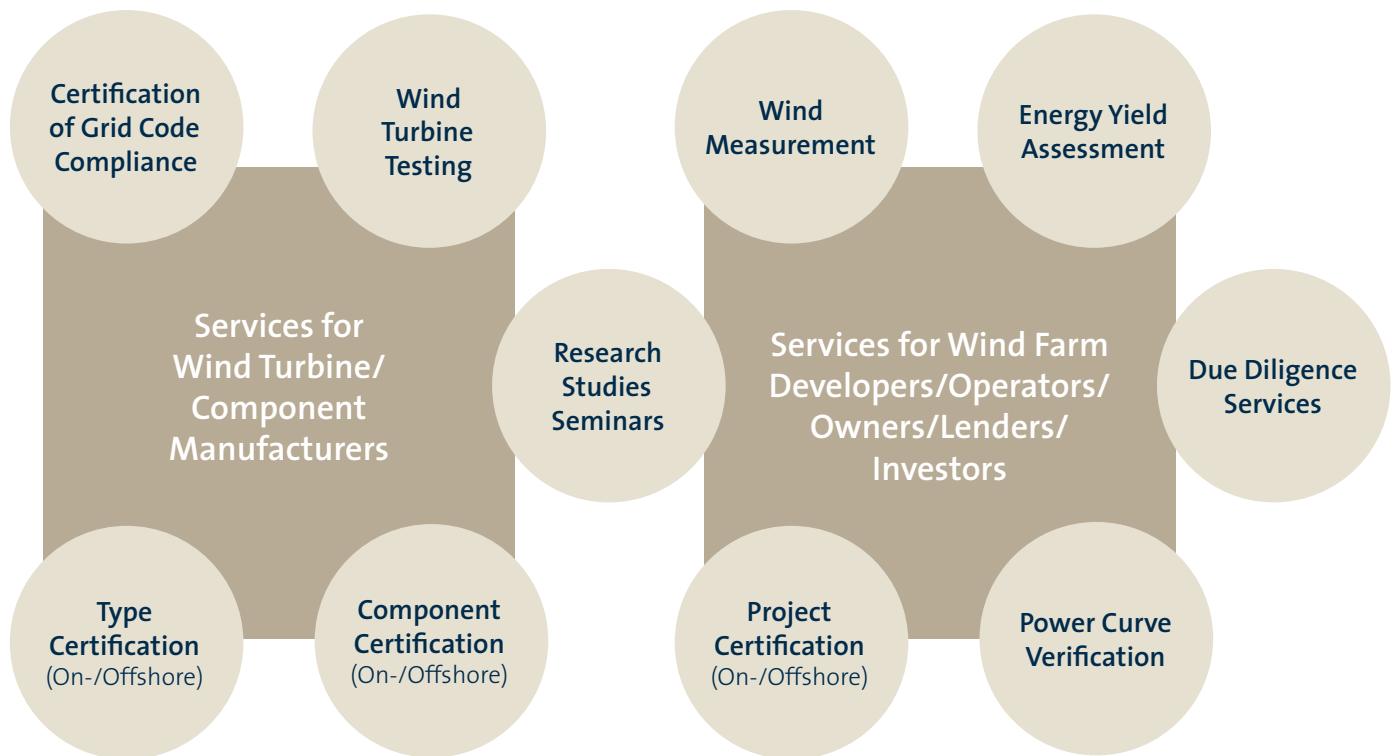 Certification
of Grid Code
Compliance
Wind
Turbine
Testing
Wind
Measurement
Energy Yield
Assessment
Services for
Wind Turbine/
Component
Manufacturers
Research
Studies
Seminars
Services for Wind Farm
Developers/Operators/
Owners/Lenders/
Investors
Due Diligence
Services
Type
Certification
(On-/Offshore)
Component
Certification
(On-/Offshore)
Project
Certification
(On-/Offshore)
Power Curve
Verification